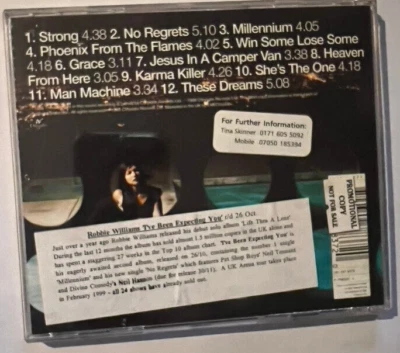 1. Strong 4.38 2. No Regrets 5.10 3. Millennium 4.05
4. Phoenix From The Flames 4.02 5. Win Some Lose Some
4.18 6. Grace 3.11 7. Jesus In A Camper Van 3.38 8. Heaven
From Here 3.05 9. Karma Killer 4.26 10. She's The One 4.18
11. Man Machine 3.34 12. These Dreams 5.08
For Further Information:
Tina Skinner 0171 605 5092
Mobile 07050 185394
PROMOTIONAL
COPY
NOT FOR SALE
Robbie Williams 'I've Been Expecting You' r/d 26 Oct
Just over a year ago Robbie Williams released his debut solo album 'Life Thru A Lens'.
During the last 12 months the album has sold almost 1.5 million copies in the UK alone and
has spent a staggering 27 weeks in the Top 10 album chart. 'I've Been Expecting You' is
his eagerly awaited second album, released on 26/10, containing the number 1 single
'Millennium' and his new single 'No Regrets' which features Pet Shop Boys' Neil Tennant
and Divine Comedy's Neil Hannon (due for release 30/11). A UK Arena tour takes place
in February 1999 - all 24 shows have already sold out.